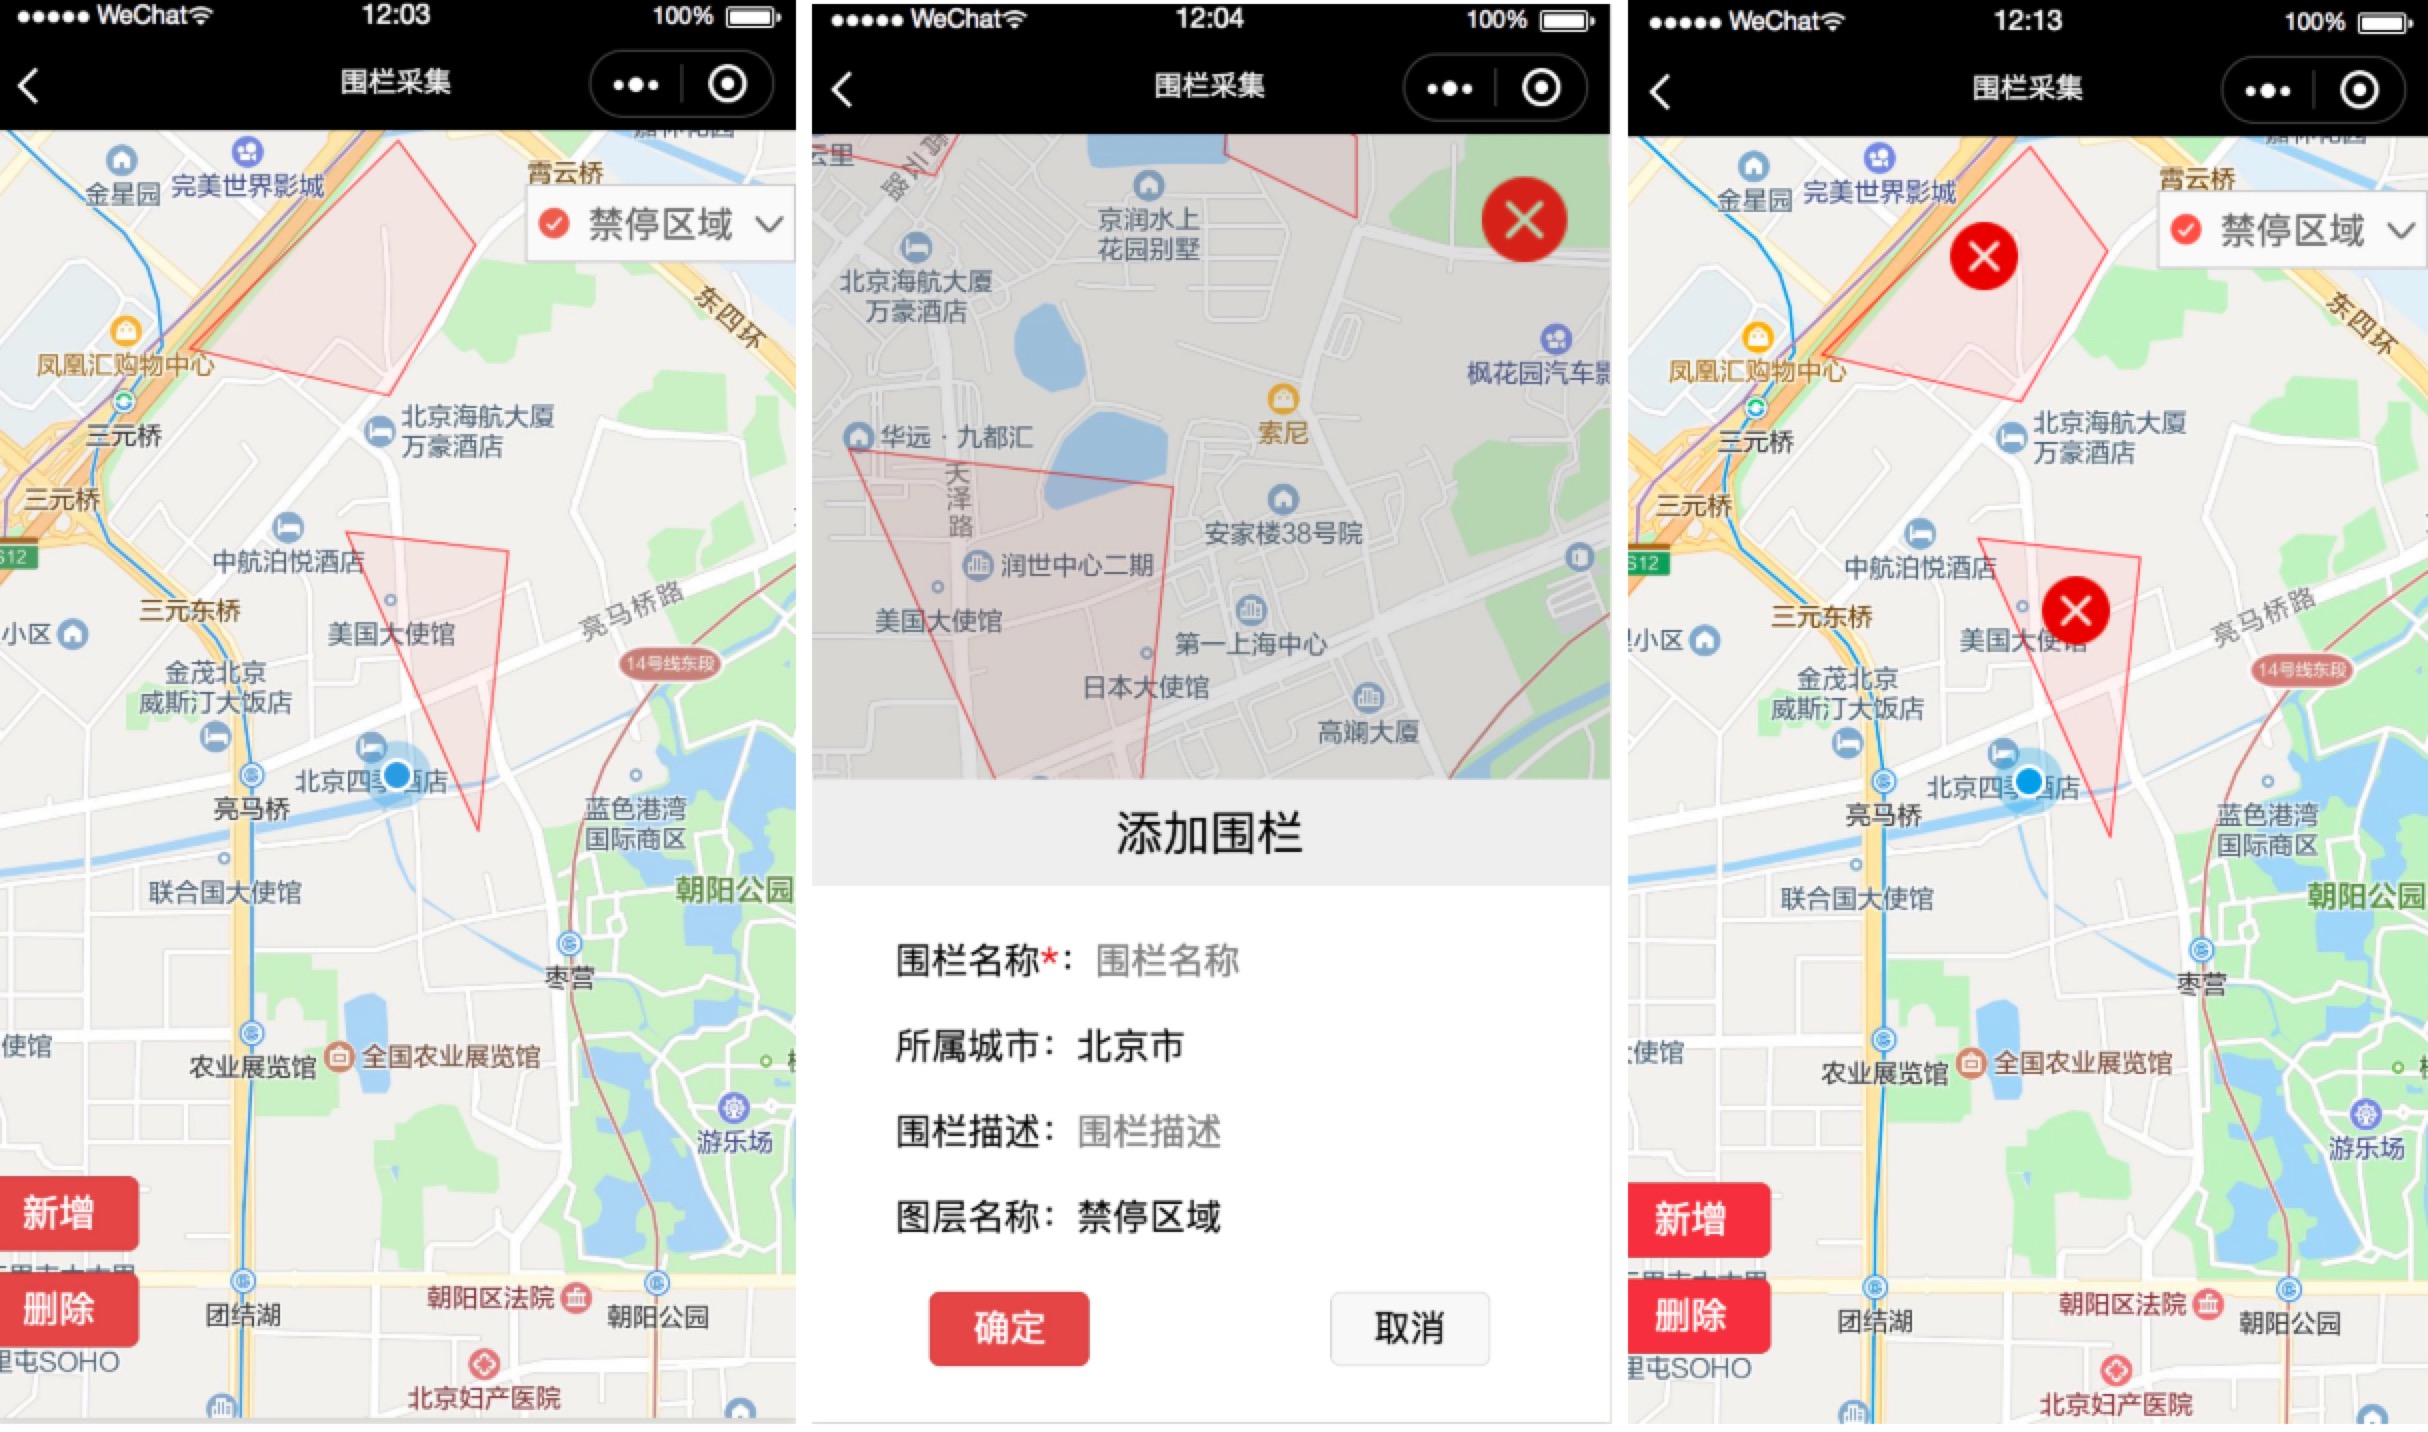 WeChat 12:03 100%
围栏采集
霄云桥
金星园
完美世界影城
禁停区域
东四环
凤凰汇购物中心
三元桥
北京海航大厦
万豪酒店
三元桥
S12
中航泊悦酒店
三元东桥
美国大使馆
亮马桥路
小区
14号线东段
金茂北京
威斯汀大饭店
北京四季酒店
亮马桥
蓝色港湾
国际商区
联合国大使馆
朝阳公园
枣营
使馆
农业展览馆
全国农业展览馆
游乐场
新增
删除
团结湖
朝阳区法院
朝阳公园
里屯SOHO
北京妇产医院
WeChat 12:04 100%
围栏采集
云里
京润水上
花园别墅
北京海航大厦
万豪酒店
枫花园汽车影
华远·九都汇
索尼
天泽路
安家楼38号院
润世中心二期
美国大使馆
第一上海中心
日本大使馆
高斓大厦
添加围栏
围栏名称*: 围栏名称
所属城市: 北京市
围栏描述: 围栏描述
图层名称: 禁停区域
确定
取消
WeChat 12:13 100%
围栏采集
霄云桥
金星园
完美世界影城
禁停区域
东四环
凤凰汇购物中心
三元桥
北京海航大厦
万豪酒店
三元桥
S12
中航泊悦酒店
三元东桥
美国大使馆
亮马桥路
小区
14号线东段
金茂北京
威斯汀大饭店
北京四季酒店
亮马桥
蓝色港湾
国际商区
联合国大使馆
朝阳公园
枣营
使馆
农业展览馆
全国农业展览馆
游乐场
新增
删除
团结湖
朝阳区法院
朝阳公园
里屯SOHO
北京妇产医院